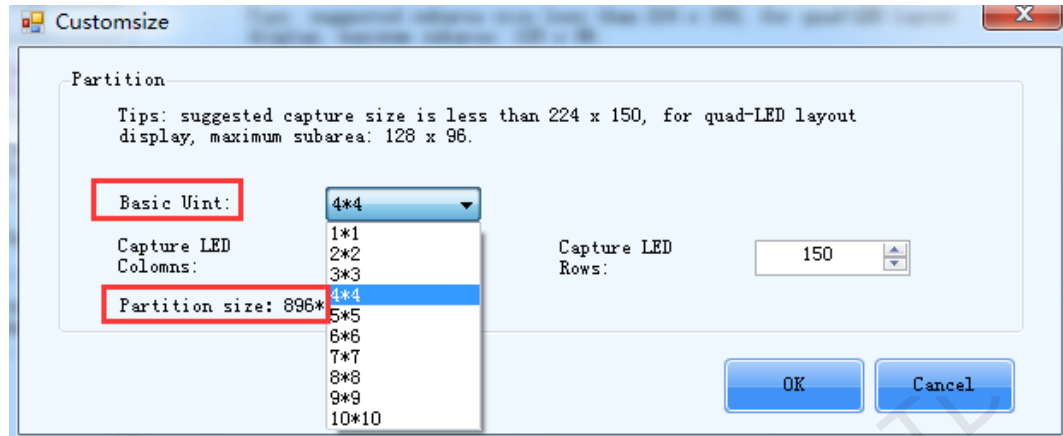 Customsize
Partition
Tips: suggested capture size is less than 224 x 150, for quad-LED layout
display, maximum subarea: 128 x 96.
Basic Uint:
4*4
1*1
2*2
3*3
4*4
5*5
6*6
7*7
8*8
9*9
10*10
Capture LED
Colomns:
Capture LED
Rows:
150
Partition size: 896*
OK
Cancel